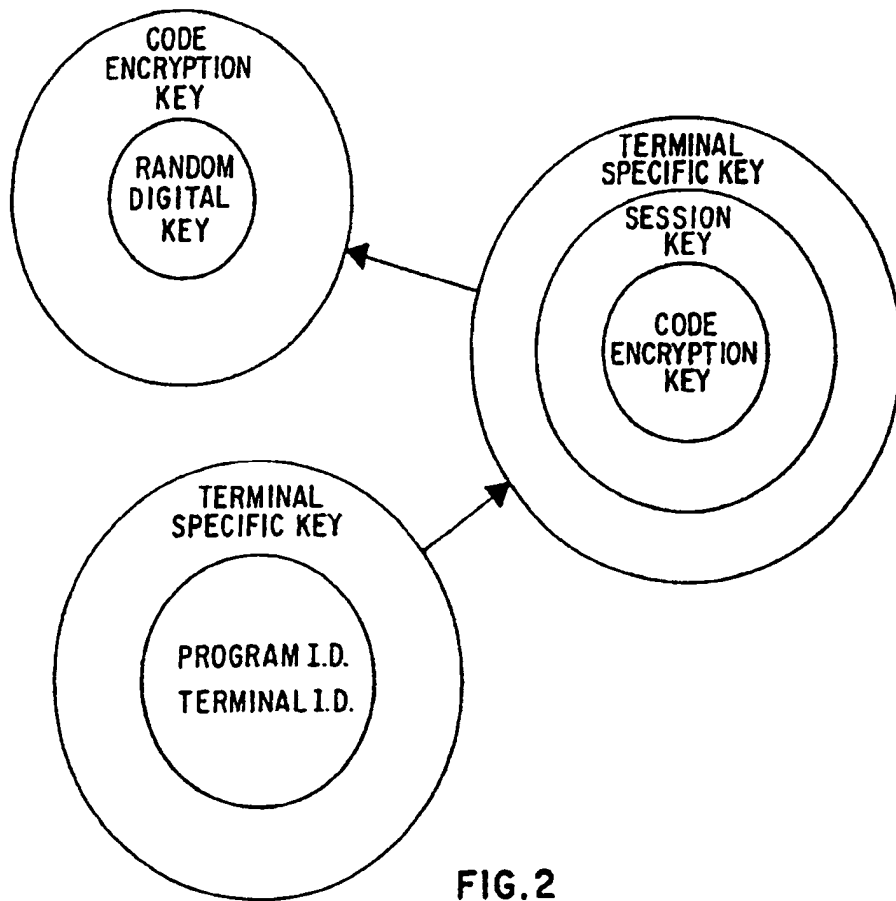 CODE
ENCRYPTION
KEY
RANDOM
DIGITAL
KEY
TERMINAL
SPECIFIC KEY
SESSION
KEY
CODE
ENCRYPTION
KEY
TERMINAL
SPECIFIC KEY
PROGRAM I.D.
TERMINAL I.D.
FIG.2